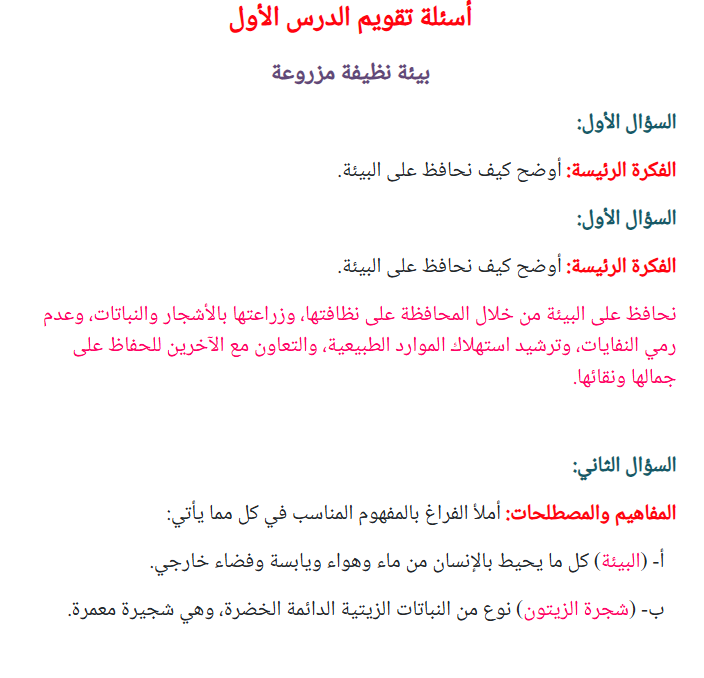 أسئلة تقويم الدرس الأول
بيئة نظيفة مزروعة
السؤال الأول:
الفكرة الرئيسة: أوضح كيف نحافظ على البيئة.
السؤال الأول:
الفكرة الرئيسة: أوضح كيف نحافظ على البيئة.
نحافظ على البيئة من خلال المحافظة على نظافتها، وزراعتها بالأشجار والنباتات، وعدم
رمي النفايات، وترشيد استهلاك الموارد الطبيعية، والتعاون مع الآخرين للحفاظ على
جمالها ونقائها.
السؤال الثاني:
المفاهيم والمصطلحات: أملأ الفراغ بالمفهوم المناسب في كل مما يأتي:
أ- (البيئة) كل ما يحيط بالإنسان من ماء وهواء ويابسة وفضاء خارجي.
ب- (شجرة الزيتون) نوع من النباتات الزيتية الدائمة الخضرة، وهي شجيرة معمرة.